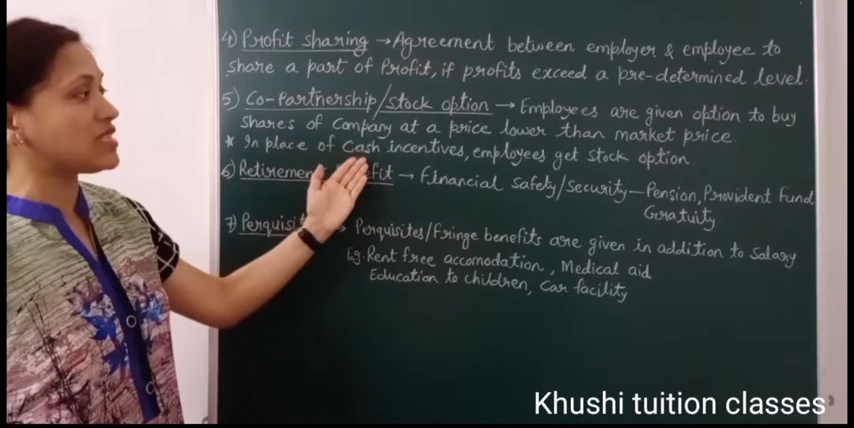 4) Profit sharing → Agreement between employer & employee to
share a part of Profit, if profits exceed a pre-determined level.
5) Co-Partnership/Stock option → Employees are given option to buy
shares of Company at a price lower than market price.
* In place of Cash incentives, employees get stock option.
6) Retiremen fit → Financial Safety/Security – Pension, Provident Fund
Gratuity
7) Perquisit → Perquisites/Fringe benefits are given in addition to Salary
Eg. Rent free accomodation, Medical aid
Education to children, Car facility
Khushi tuition classes